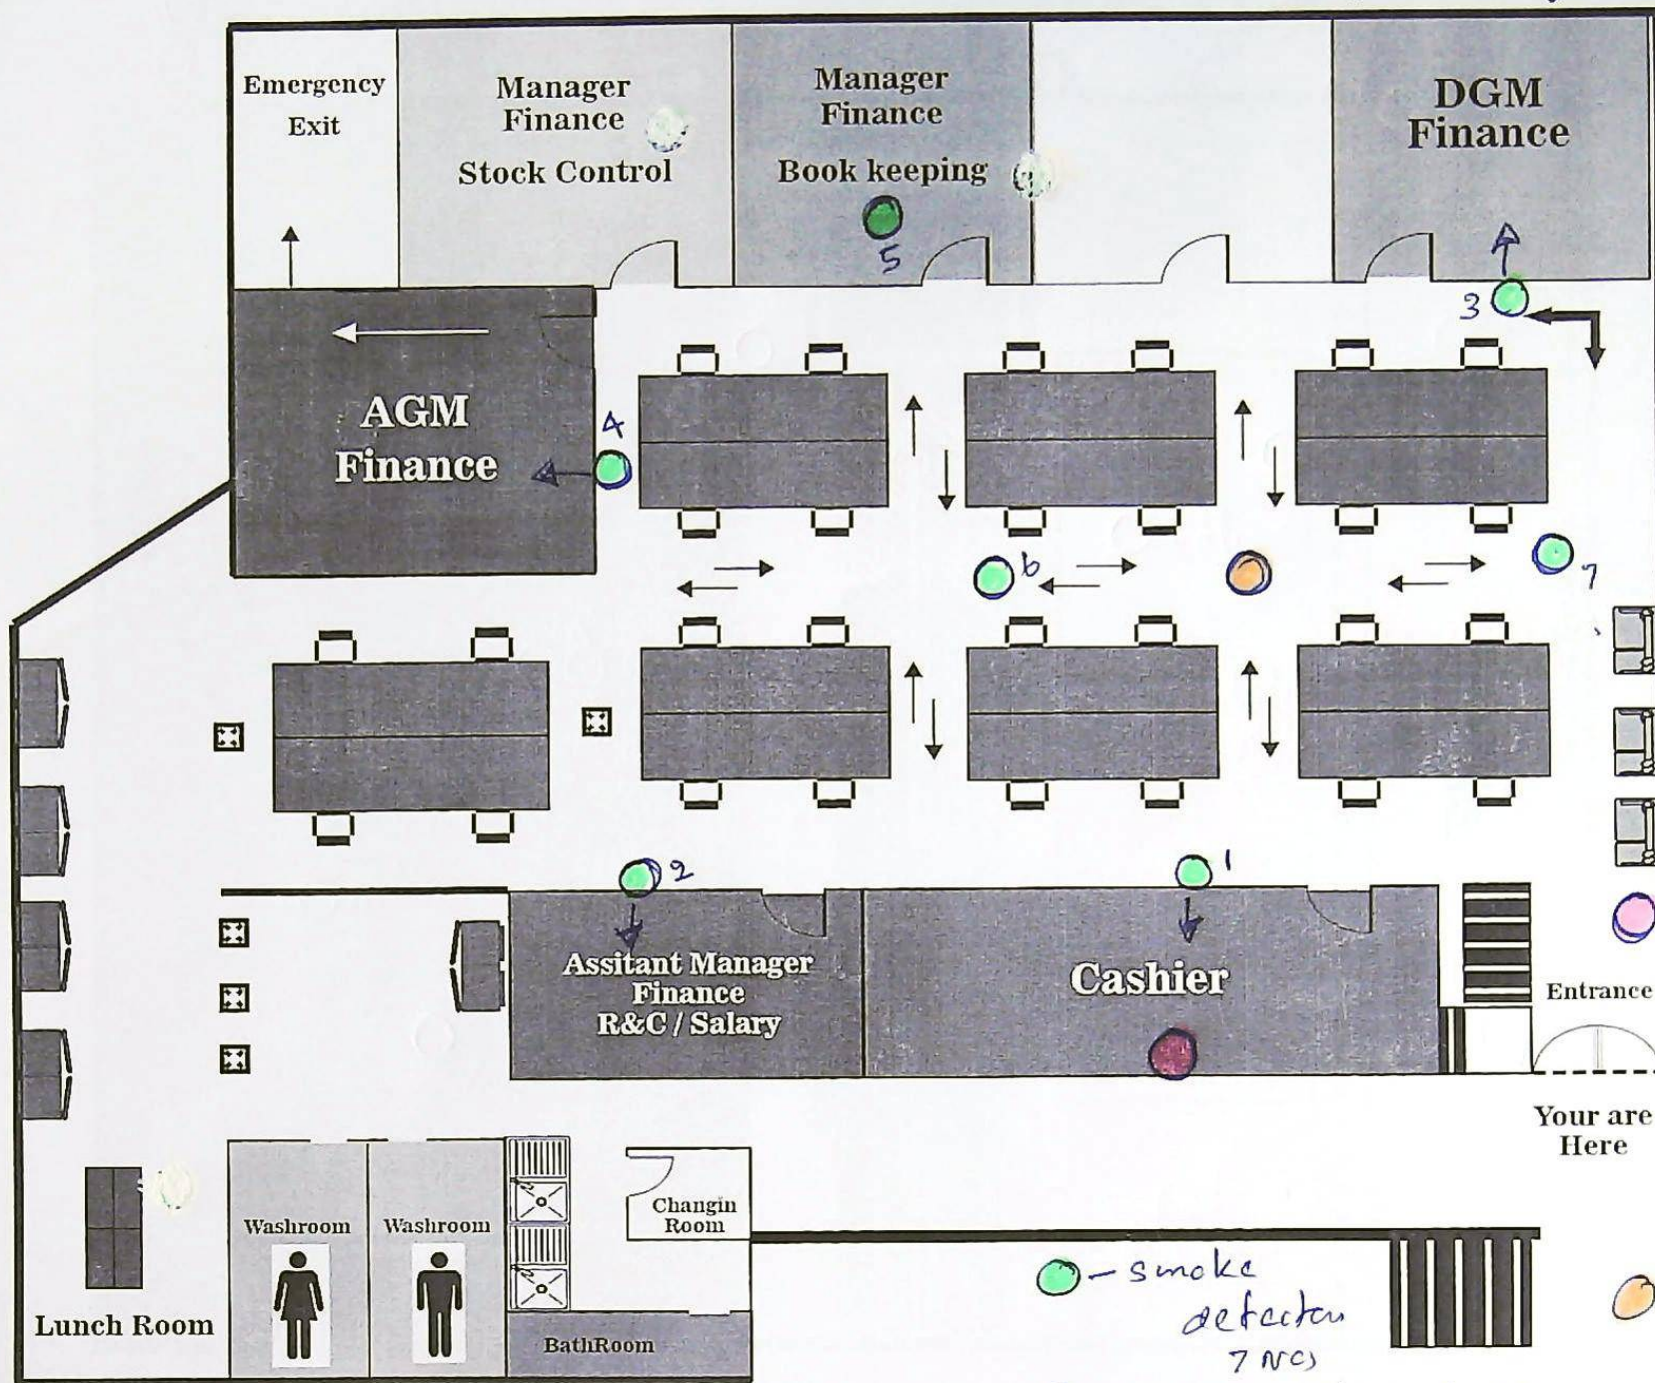 Emergency
Exit
Manager
Finance
Stock Control
Manager
Finance
Book keeping
5
DGM
Finance
3
AGM
Finance
4
6
7
2
1
Assitant Manager
Finance
R&C / Salary
Cashier
Entrance
Your are
Here
Washroom
Washroom
Changin
Room
Lunch Room
BathRoom
- smoke
7